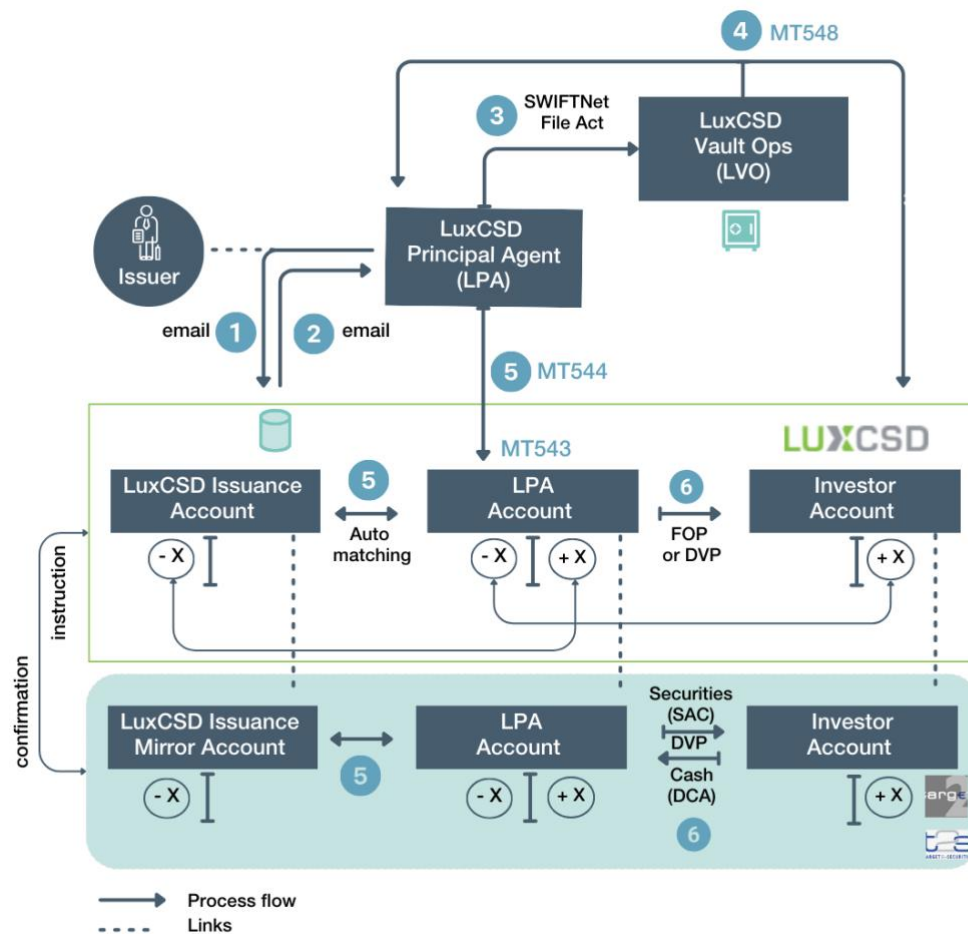 4 MT548
3
SWIFTNet
File Act
LuxCSD
Vault Ops
(LVO)
LuxCSD
Principal Agent
(LPA)
Issuer
email 1
2 email
5 MT544
LUXCSD
MT543
LuxCSD Issuance
Account
5
Auto
matching
LPA
Account
6
FOP
or DVP
Investor
Account
- X
- X
+ X
+ X
instruction
confirmation
LuxCSD Issuance
Mirror Account
5
LPA
Account
Securities
(SAC)
DVP
Cash
(DCA)
6
Investor
Account
- X
- X
+ X
+ X
t2s
Process flow
Links